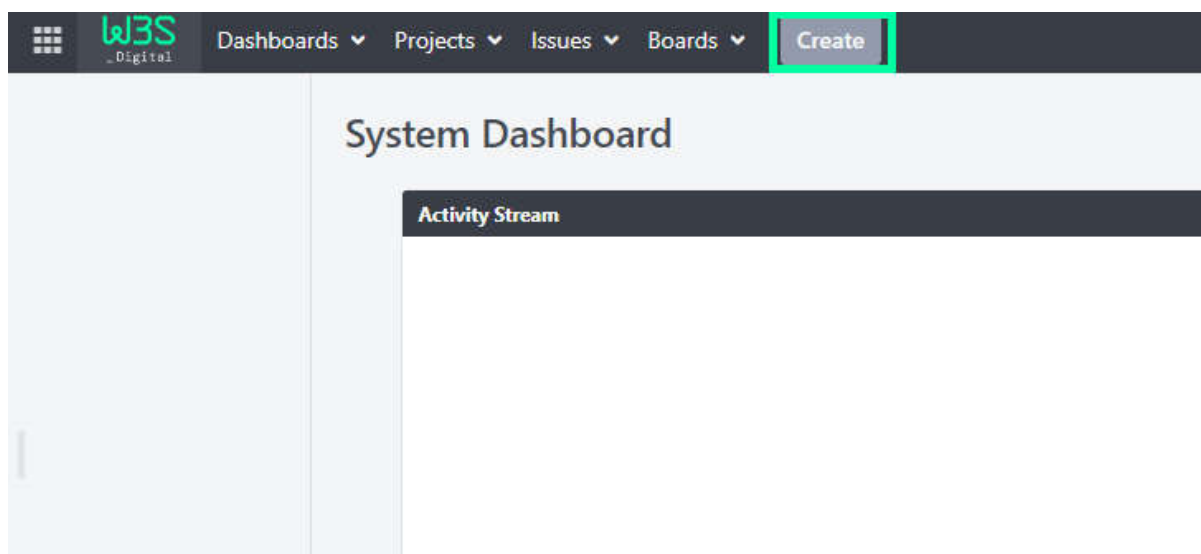 W3S
_Digital
Dashboards Projects Issues Boards Create
System Dashboard
Activity Stream